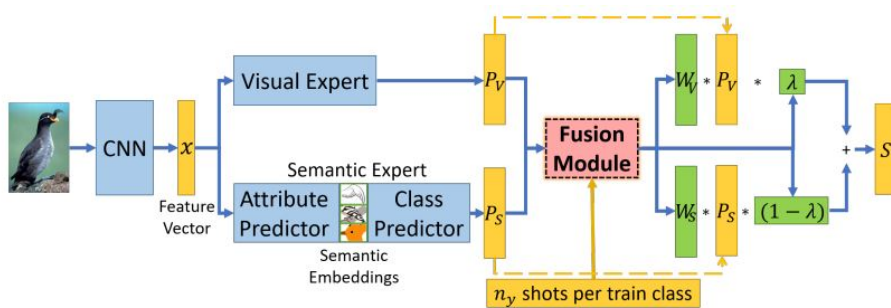 CNN
x
Feature
Vector
Visual Expert
Semantic Expert
Attribute
Predictor
Class
Predictor
Semantic
Embeddings
P_V
P_S
Fusion
Module
n_y shots per train class
W_V * P_V * λ
W_S * P_S * (1 − λ)
+
S